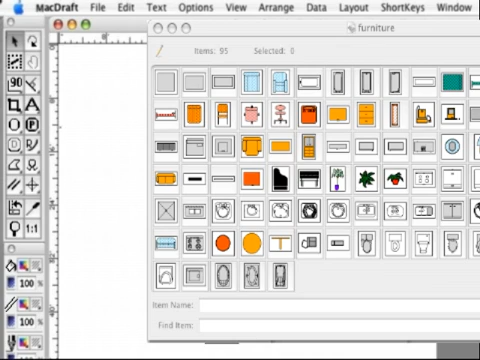 MacDraft File Edit Text Options View Arrange Data Layout ShortKeys Window
furniture
Items: 95 Selected: 0
90
A
1:1
100
100
100
Item Name:
Find Item: